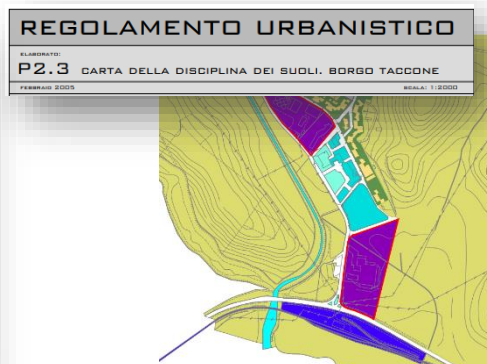 REGOLAMENTO URBANISTICO
ELABORATO:
P2.3 CARTA DELLA DISCIPLINA DEI SUOLI. BORGO TACCONE
FEBBRAIO 2005 SCALA: 1:2000